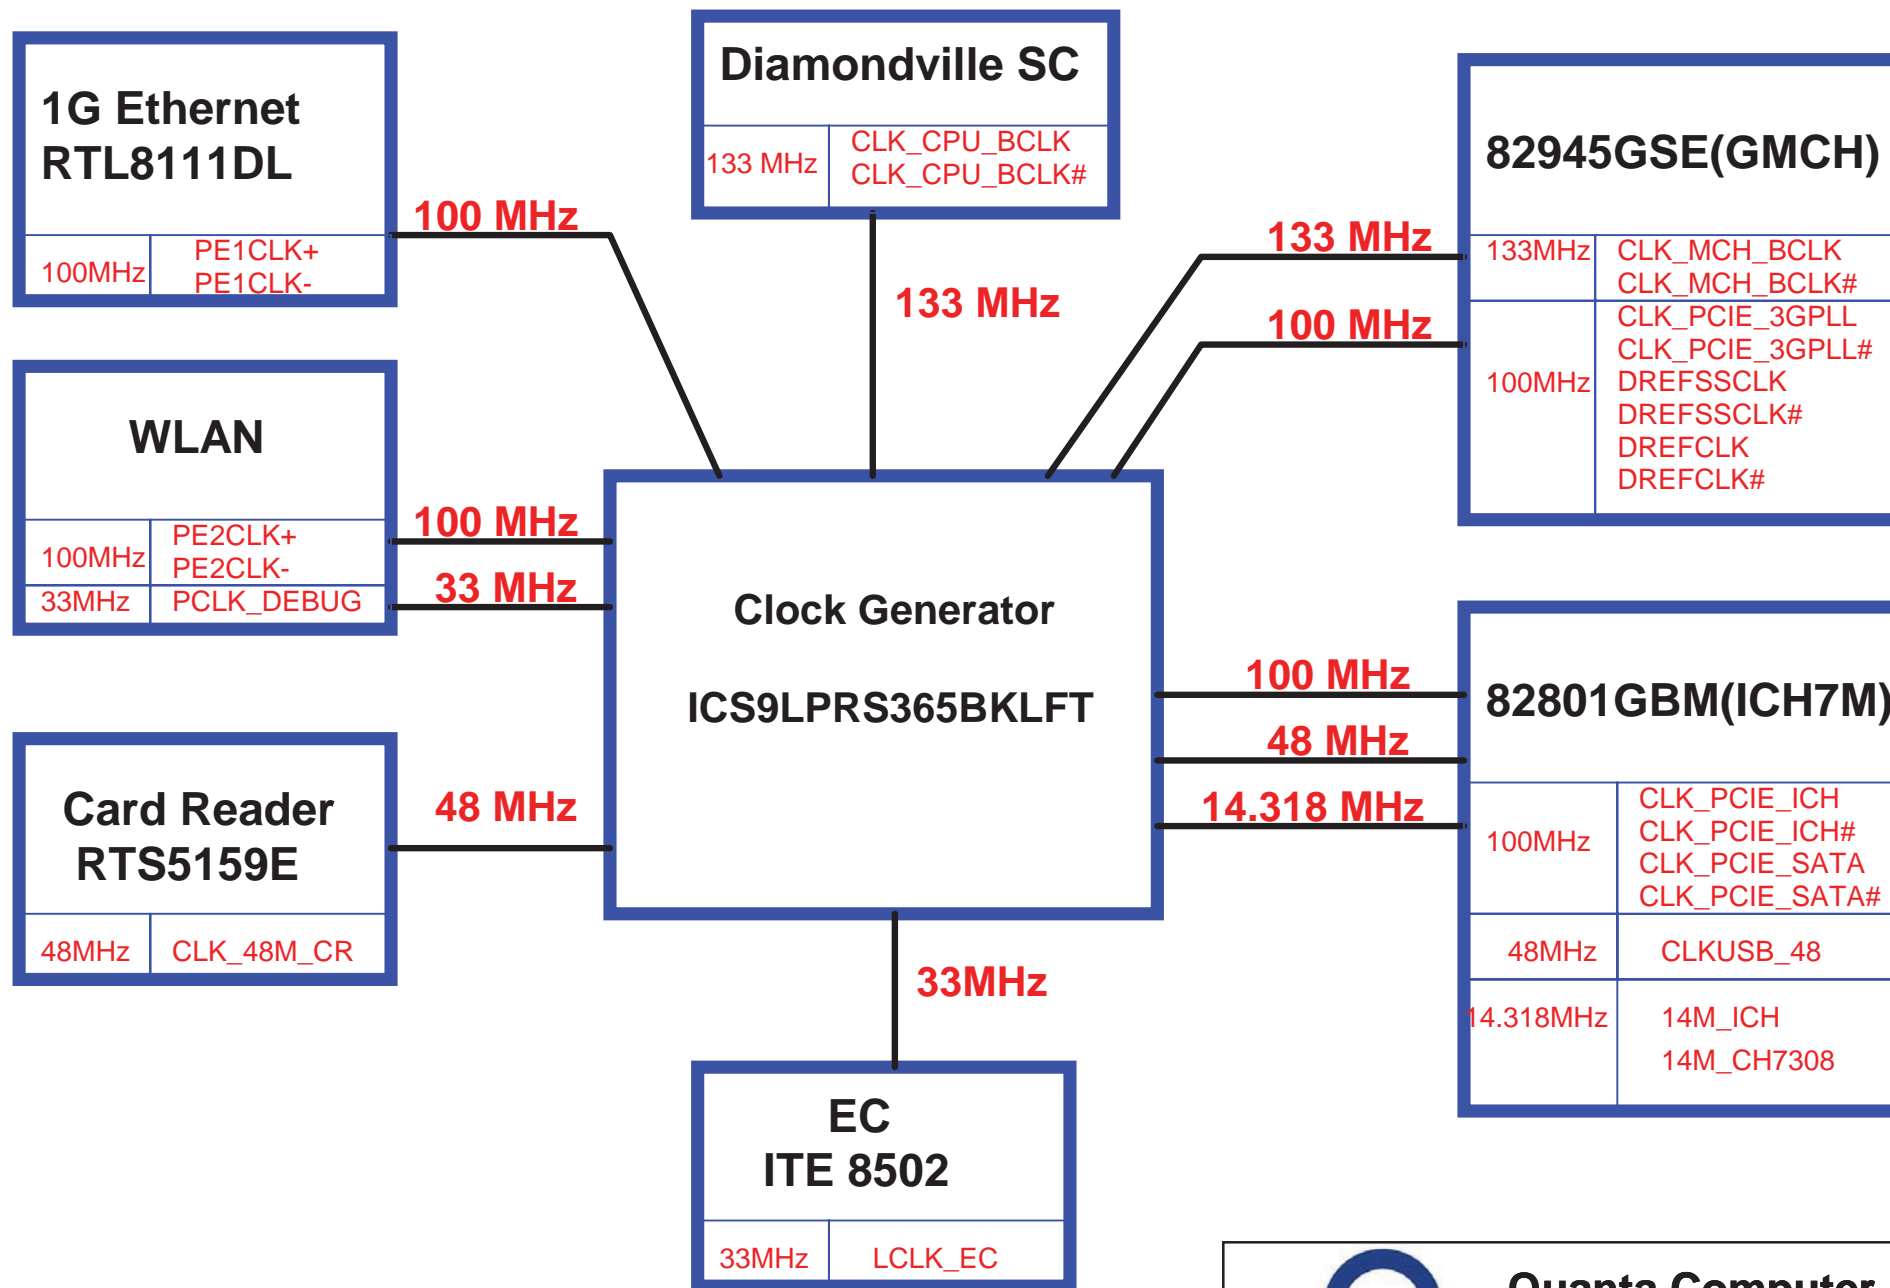 1G Ethernet
RTL8111DL
100MHz
PE1CLK+
PE1CLK-
100 MHz
Diamondville SC
133 MHz
CLK_CPU_BCLK
CLK_CPU_BCLK#
133 MHz
82945GSE(GMCH)
133MHz
CLK_MCH_BCLK
CLK_MCH_BCLK#
100MHz
CLK_PCIE_3GPLL
CLK_PCIE_3GPLL#
DREFSSCLK
DREFSSCLK#
DREFCLK
DREFCLK#
133 MHz
100 MHz
WLAN
100MHz
PE2CLK+
PE2CLK-
33MHz
PCLK_DEBUG
100 MHz
33 MHz
Clock Generator
ICS9LPRS365BKLFT
100 MHz
48 MHz
14.318 MHz
82801GBM(ICH7M)
100MHz
CLK_PCIE_ICH
CLK_PCIE_ICH#
CLK_PCIE_SATA
CLK_PCIE_SATA#
48MHz
CLKUSB_48
14.318MHz
14M_ICH
14M_CH7308
Card Reader
RTS5159E
48MHz
CLK_48M_CR
48 MHz
33MHz
EC
ITE 8502
33MHz
LCLK_EC
Quanta Computer